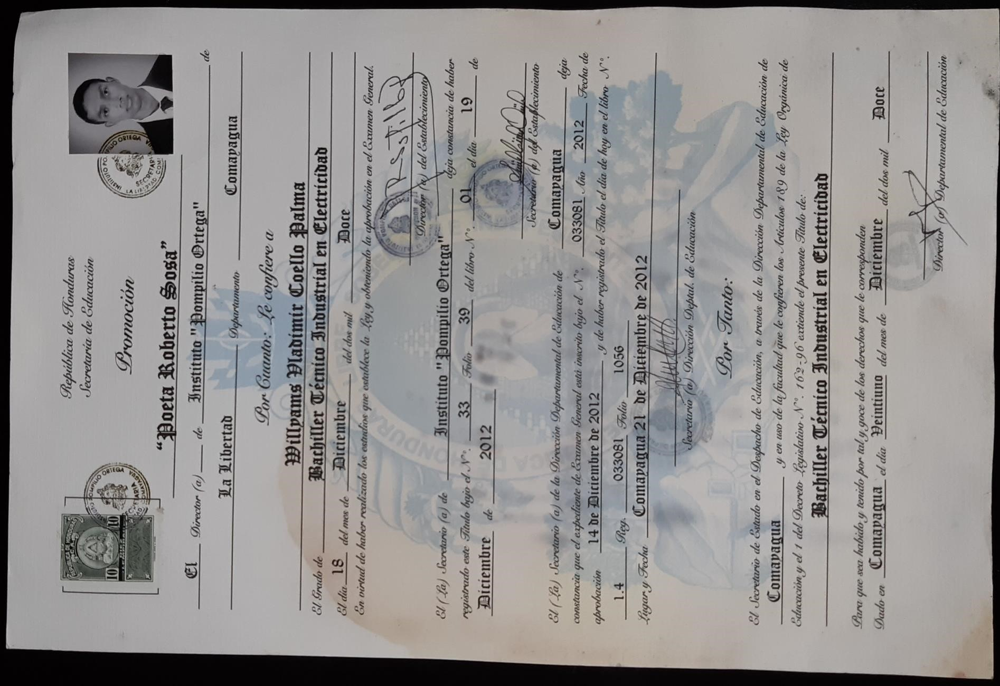 República de Honduras
Secretaría de Educación
Promoción
"Poeta Roberto Sosa"
REPUBLICA DE HONDURAS
10 10
INSTITUTO POMPILIO ORTEGA
SECRETARIA
LA LIBERTAD, COMAYAGUA
El Director (a) de Instituto "Pompilio Ortega" de
La Libertad Departamento Comayagua
Por Cuanto: Le confiere a
Willyams Vladimir Coello Palma
El Grado de Bachiller Técnico Industrial en Electricidad
El día 18 del mes de Diciembre del dos mil Doce
En virtud de haber realizado los estudios que establece la Ley y obteniendo la aprobación en el Examen General.
Director (a) del Establecimiento
El (La) Secretario (a) de Instituto "Pompilio Ortega" deja constancia de haber
registrado este Título bajo el Nº. 33 Folio 39 del libro Nº. 01 el día 19 de
Diciembre de 2012
Secretario (a) del Establecimiento
El (La) Secretario (a) de la Dirección Departamental de Educación de Comayagua deja
constancia que el expediente de Examen General está inscrito bajo el Nº. 033081 Año 2012 Fecha de
aprobación 14 de Diciembre de 2012 y de haber registrado el Título el día de hoy en el libro Nº.
1.4 Reg. 033081 Folio 1056
Lugar y Fecha Comayagua 21 de Diciembre de 2012
Secretario (a) Dirección Deptal. de Educación
Por Tanto:
El Secretario de Estado en el Despacho de Educación, a través de la Dirección Departamental de Educación de
Comayagua y en uso de la facultad que le confieren los Artículos 189 de la Ley Orgánica de
Educación y el 1 del Decreto Legislativo Nº. 162-96 extiende el presente Título de:
Bachiller Técnico Industrial en Electricidad
Para que sea habido y tenido por tal y goce de los derechos que le corresponden
Dado en Comayagua el día Veintiuno del mes de Diciembre del dos mil Doce
Director (a) Departamental de Educación